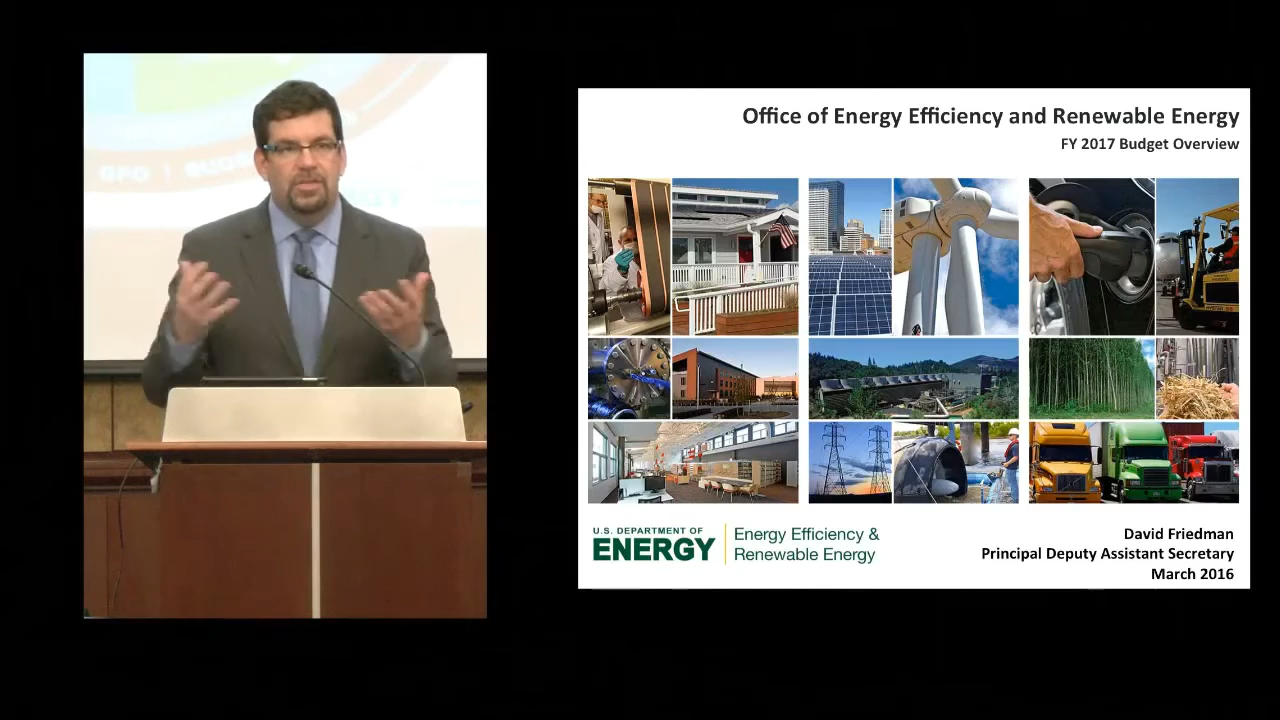 Office of Energy Efficiency and Renewable Energy
FY 2017 Budget Overview
U.S. DEPARTMENT OF
ENERGY
Energy Efficiency &
Renewable Energy
David Friedman
Principal Deputy Assistant Secretary
March 2016